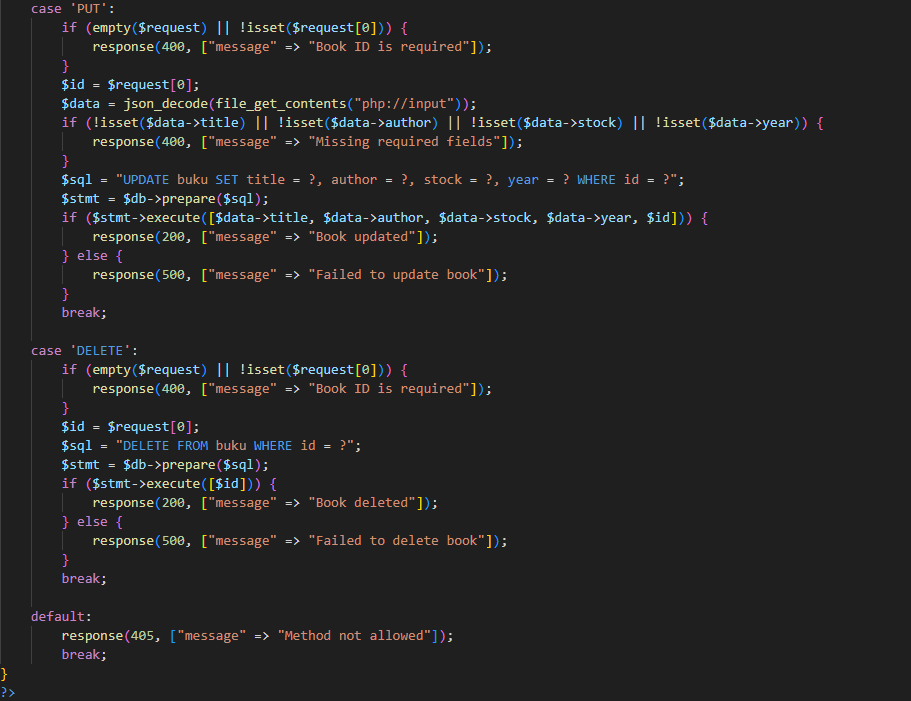 case 'PUT':
    if (empty($request) || !isset($request[0])) {
        response(400, ["message" => "Book ID is required"]);
    }
    $id = $request[0];
    $data = json_decode(file_get_contents("php://input"));
    if (!isset($data->title) || !isset($data->author) || !isset($data->stock) || !isset($data->year)) {
        response(400, ["message" => "Missing required fields"]);
    }
    $sql = "UPDATE buku SET title = ?, author = ?, stock = ?, year = ? WHERE id = ?";
    $stmt = $db->prepare($sql);
    if ($stmt->execute([$data->title, $data->author, $data->stock, $data->year, $id])) {
        response(200, ["message" => "Book updated"]);
    } else {
        response(500, ["message" => "Failed to update book"]);
    }
    break;

case 'DELETE':
    if (empty($request) || !isset($request[0])) {
        response(400, ["message" => "Book ID is required"]);
    }
    $id = $request[0];
    $sql = "DELETE FROM buku WHERE id = ?";
    $stmt = $db->prepare($sql);
    if ($stmt->execute([$id])) {
        response(200, ["message" => "Book deleted"]);
    } else {
        response(500, ["message" => "Failed to delete book"]);
    }
    break;

default:
    response(405, ["message" => "Method not allowed"]);
    break;
}
?>